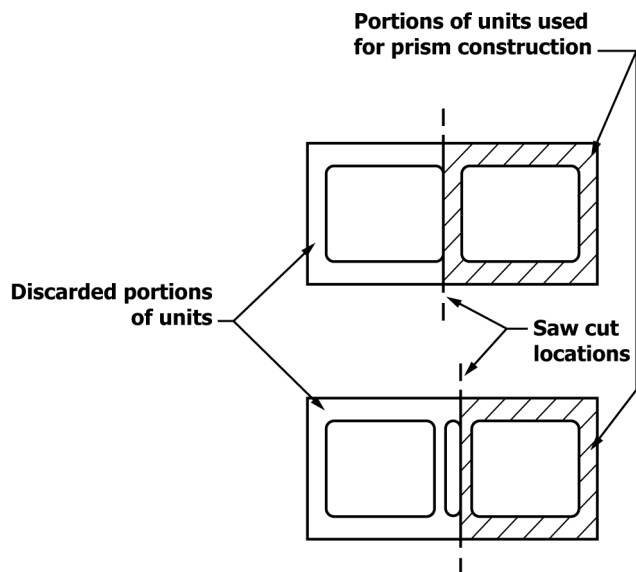 Portions of units used
for prism construction
Discarded portions
of units
Saw cut
locations